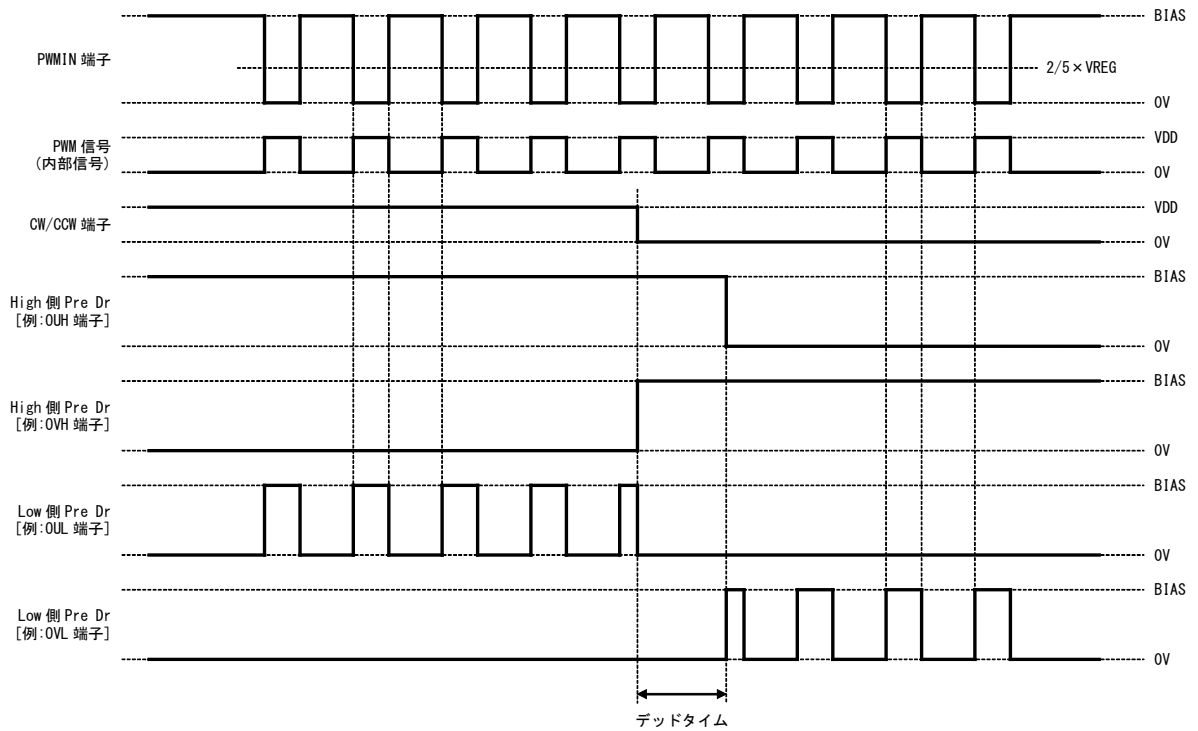 BIAS
PWMIN 端子
2/5×VREG
0V
PWM 信号
(内部信号)
VDD
0V
CW/CCW 端子
VDD
0V
High 側 Pre Dr
[例:OUH 端子]
BIAS
0V
High 側 Pre Dr
[例:OVH 端子]
BIAS
0V
Low 側 Pre Dr
[例:OUL 端子]
BIAS
0V
Low 側 Pre Dr
[例:OVL 端子]
BIAS
0V
デッドタイム